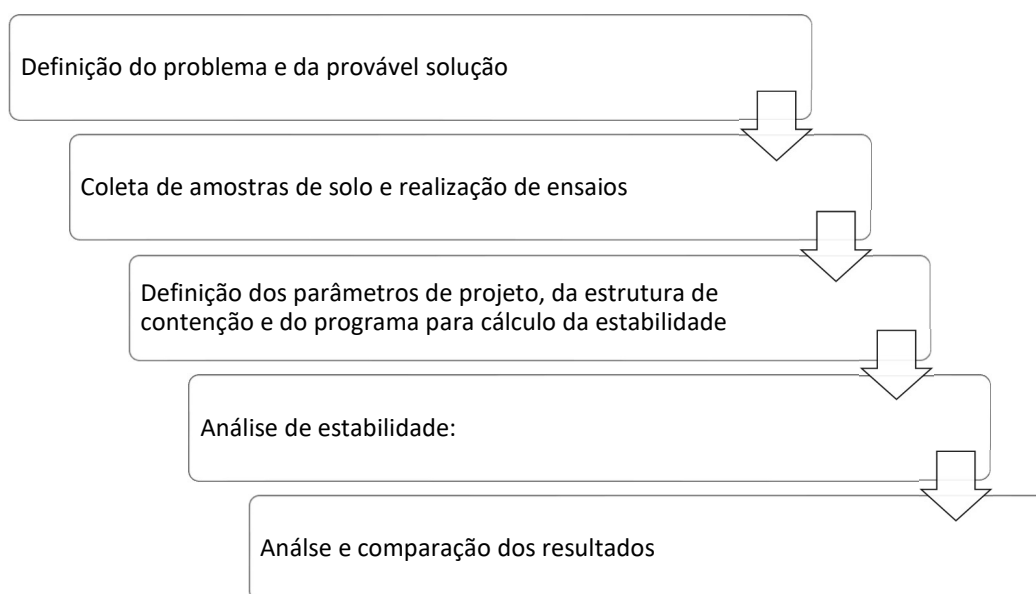 Definição do problema e da provável solução
Coleta de amostras de solo e realização de ensaios
Definição dos parâmetros de projeto, da estrutura de
contenção e do programa para cálculo da estabilidade
Análise de estabilidade:
Análse e comparação dos resultados